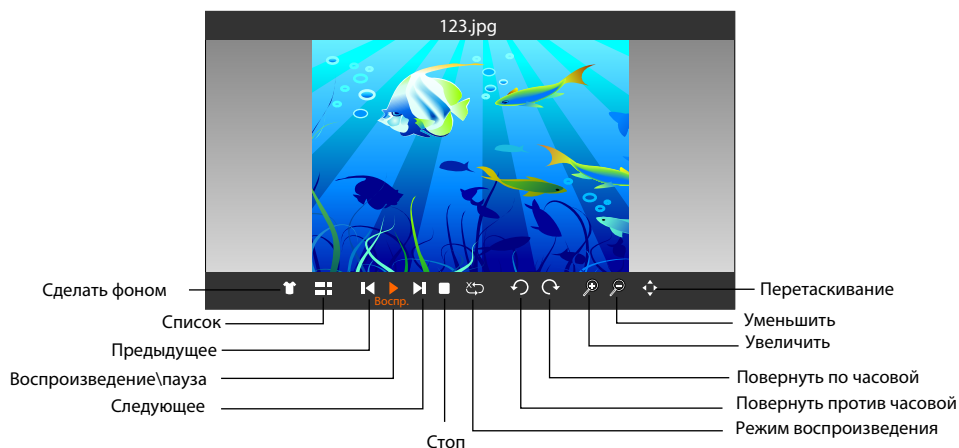 123.jpg
Воспр.
Сделать фоном
Список
Предыдущее
Воспроизведение\пауза
Следующее
Стоп
Перетаскивание
Уменьшить
Увеличить
Повернуть по часовой
Повернуть против часовой
Режим воспроизведения